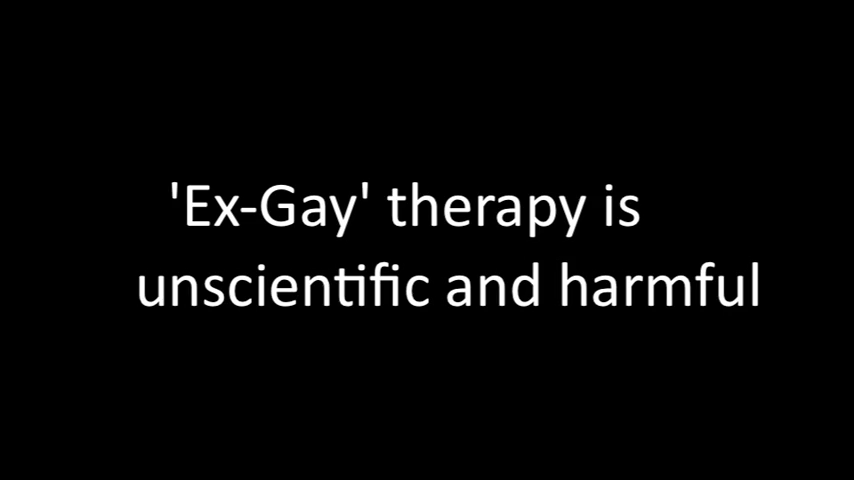 'Ex-Gay' therapy is
unscientific and harmful